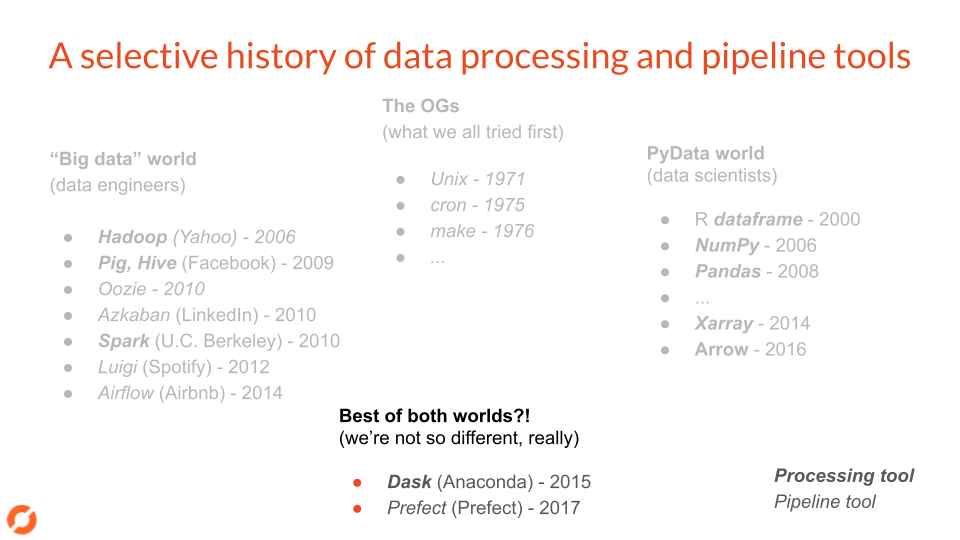 A selective history of data processing and pipeline tools
The OGs
(what we all tried first)
● Unix - 1971
● cron - 1975
● make - 1976
● ...
“Big data” world
(data engineers)
● Hadoop (Yahoo) - 2006
● Pig, Hive (Facebook) - 2009
● Oozie - 2010
● Azkaban (LinkedIn) - 2010
● Spark (U.C. Berkeley) - 2010
● Luigi (Spotify) - 2012
● Airflow (Airbnb) - 2014
PyData world
(data scientists)
● R dataframe - 2000
● NumPy - 2006
● Pandas - 2008
● ...
● Xarray - 2014
● Arrow - 2016
Best of both worlds?!
(we’re not so different, really)
● Dask (Anaconda) - 2015
● Prefect (Prefect) - 2017
Processing tool
Pipeline tool